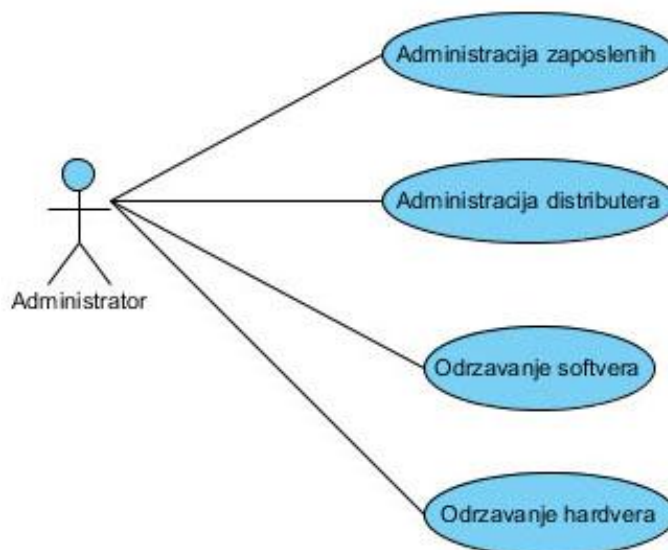 Administracija zaposlenih
Administracija distributera
Administrator
Odrzavanje softvera
Odrzavanje hardvera